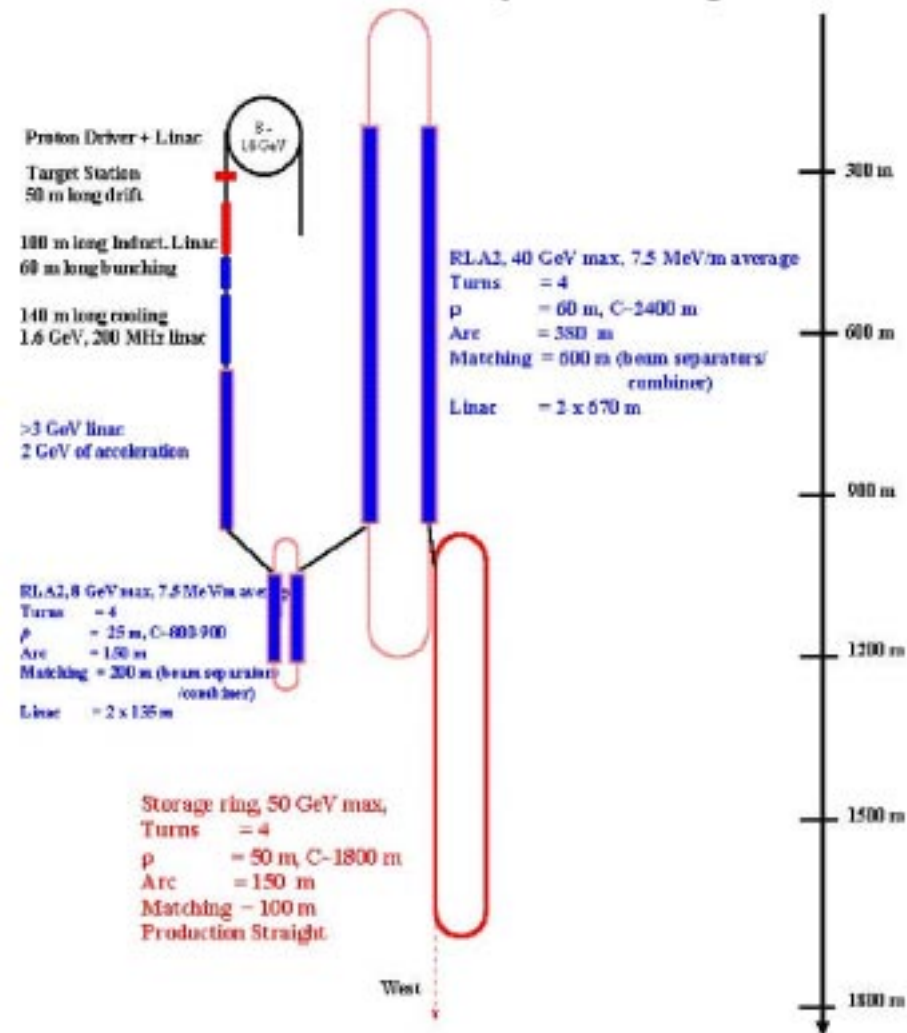 Proton Driver + Linac
8 -
16 GeV
Target Station
50 m long drift
100 m long Induct. Linac
60 m long bunching
140 m long cooling
1.6 GeV, 200 MHz linac
>3 GeV linac
2 GeV of acceleration
RLA2, 40 GeV max, 7.5 MeV/m average
Turns = 4
ρ = 60 m, C~2400 m
Arc = 380 m
Matching = 600 m (beam separators/
combiner)
Linac = 2 x 670 m
RLA2, 8 GeV max, 7.5 MeV/m average
Turns = 4
ρ = 25 m, C~800-900
Arc = 150 m
Matching = 200 m (beam separators
/combiner)
Linac = 2 x 135 m
Storage ring, 50 GeV max,
Turns = 4
ρ = 50 m, C~1800 m
Arc = 150 m
Matching ~ 100 m
Production Straight
West
300 m
600 m
900 m
1200 m
1500 m
1800 m